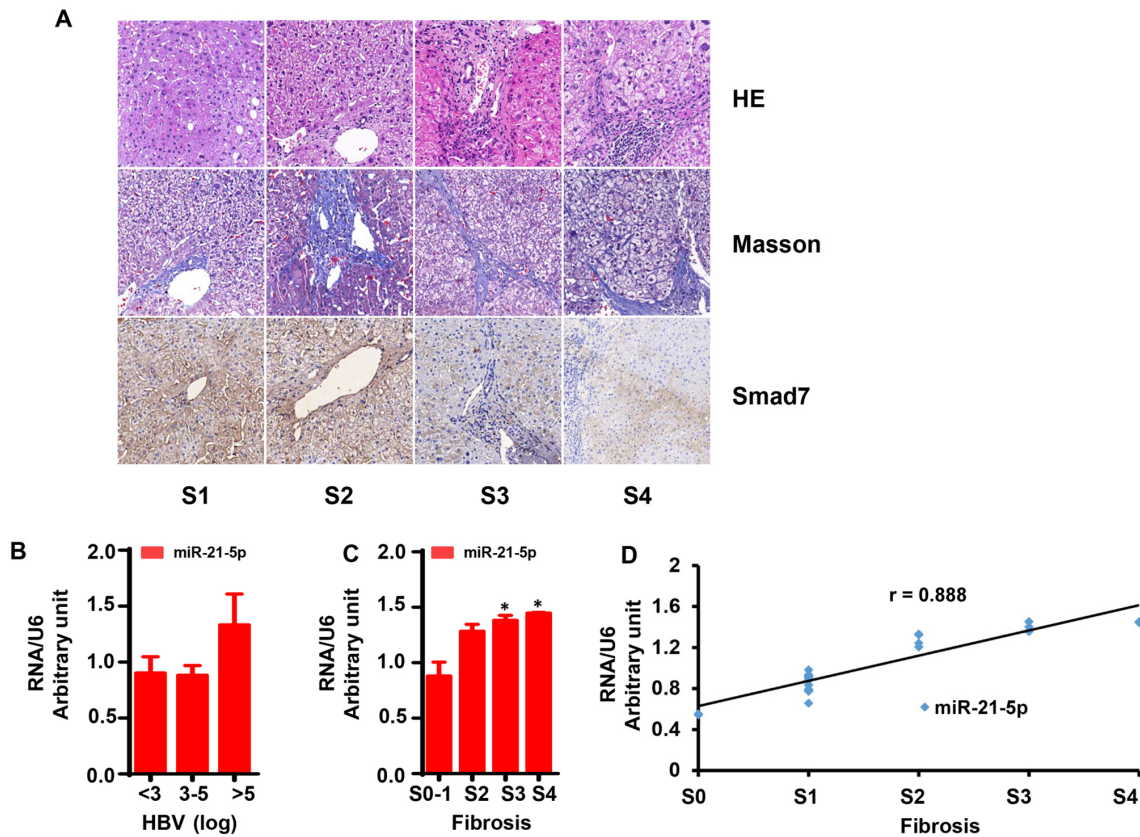 A
HE
Masson
Smad7
S1 S2 S3 S4
B
miR-21-5p
RNA/U6
Arbitrary unit
2.0
1.5
1.0
0.5
0.0
<3 3-5 >5
HBV (log)
C
miR-21-5p
RNA/U6
Arbitrary unit
2.0
1.5
1.0
0.5
0.0
* *
S0-1 S2 S3 S4
Fibrosis
D
RNA/U6
Arbitrary unit
2
1.6
1.2
0.8
0.4
0
r = 0.888
miR-21-5p
S0 S1 S2 S3 S4
Fibrosis